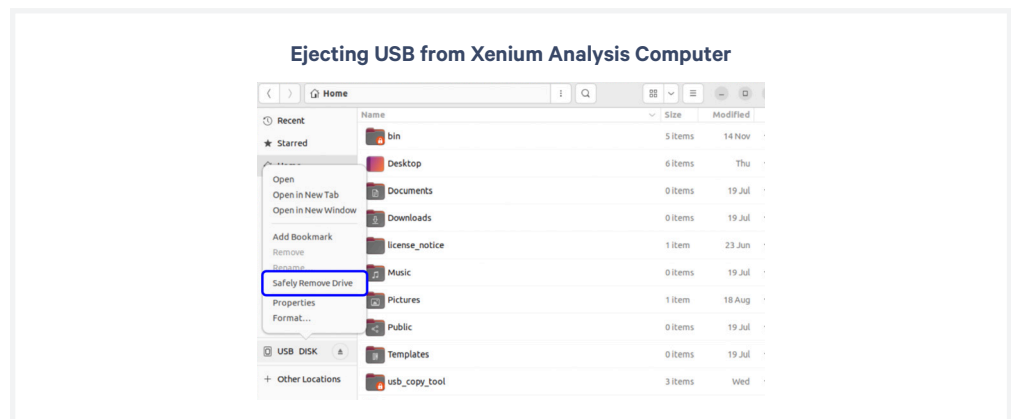 Ejecting USB from Xenium Analysis Computer
Home
Recent
Starred
Home
Open
Open in New Tab
Open in New Window
Add Bookmark
Remove
Rename
Safely Remove Drive
Properties
Format...
USB DISK
+ Other Locations
Name Size Modified
bin 5 items 14 Nov
Desktop 6 items Thu
Documents 0 items 19 Jul
Downloads 0 items 19 Jul
license_notice 1 item 23 Jun
Music 0 items 19 Jul
Pictures 1 item 18 Aug
Public 0 items 19 Jul
Templates 0 items 19 Jul
usb_copy_tool 3 items Wed